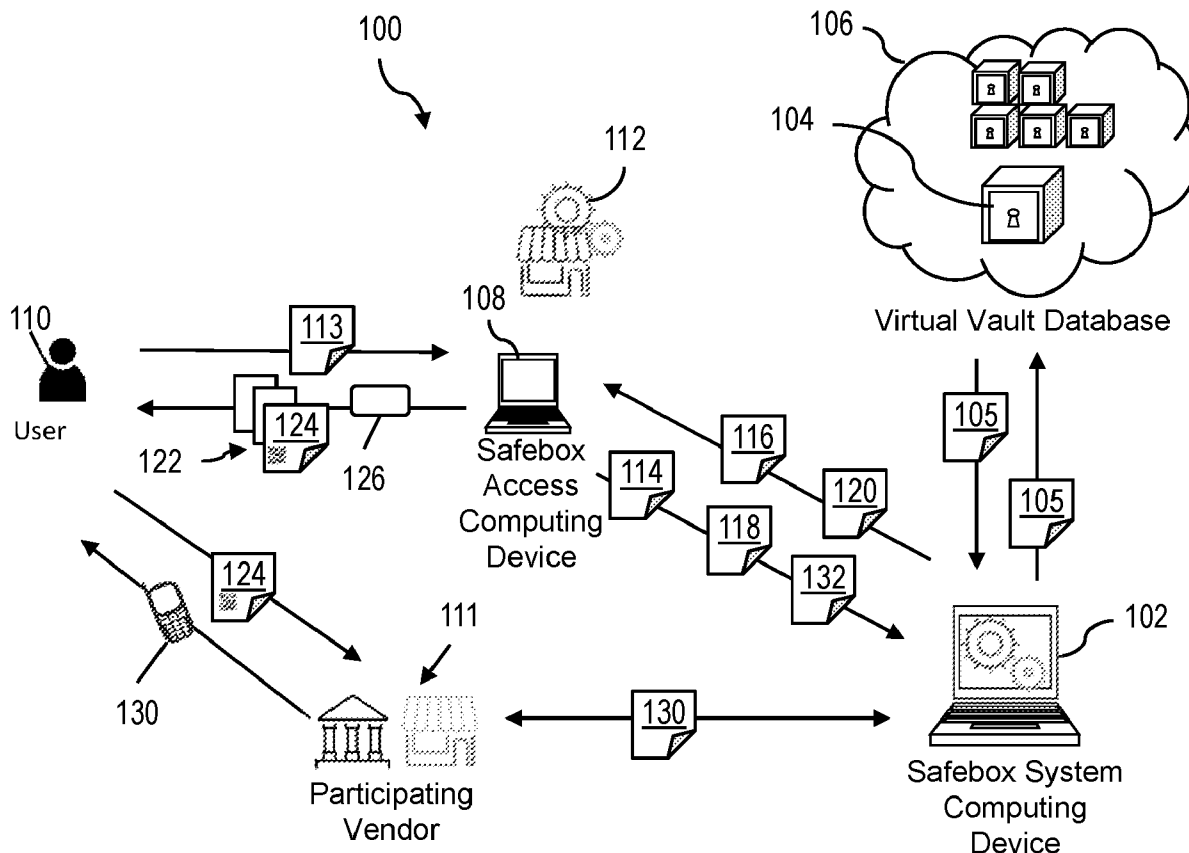 100
106
104
112
Virtual Vault Database
110
113
108
User
124
122
126
Safebox
Access
Computing
Device
116
114
120
118
132
105
105
124
130
111
130
102
Participating
Vendor
Safebox System
Computing
Device